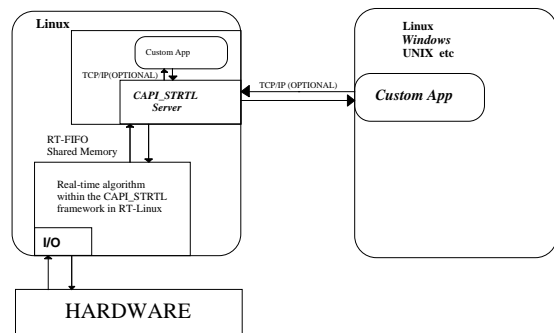 Linux
Custom App
TCP/IP(OPTIONAL)
CAPI_STRTL
Server
RT-FIFO
Shared Memory
Real-time algorithm
within the CAPI_STRTL
framework in RT-Linux
I/O
HARDWARE
TCP/IP (OPTIONAL)
Linux
Windows
UNIX etc
Custom App